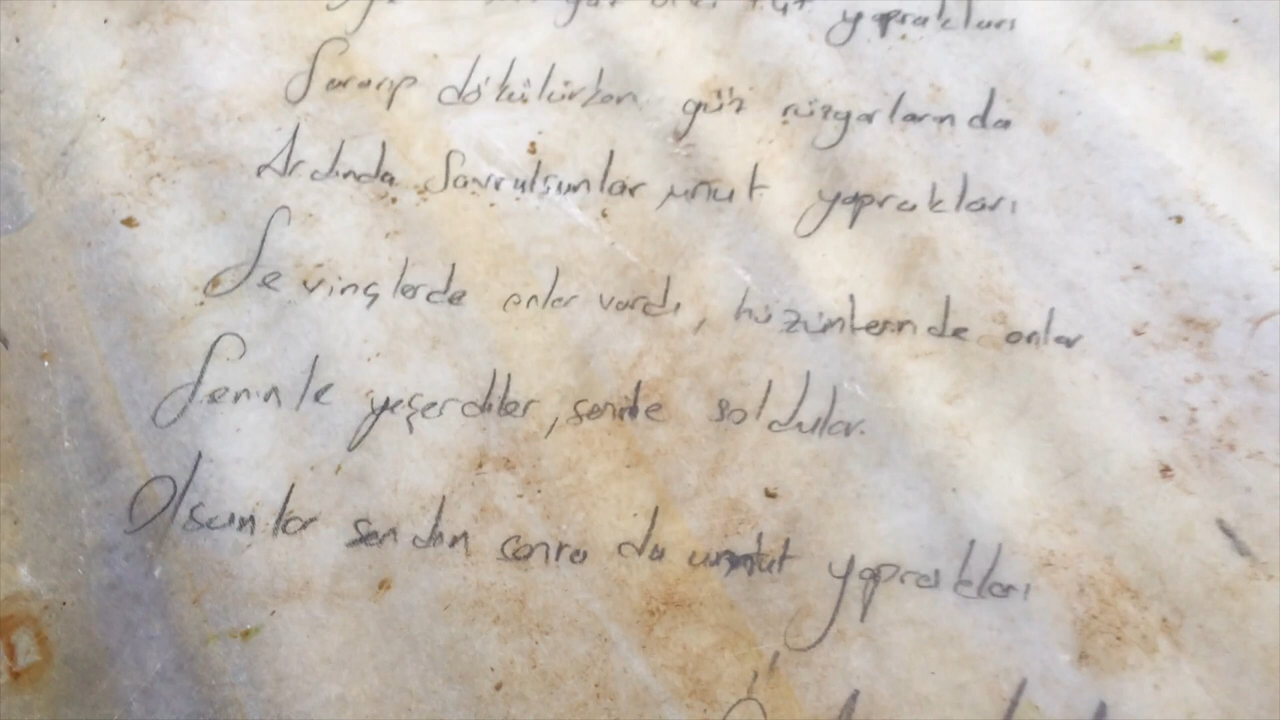 yaprakları
Sararıp dökülürken güz rüzgarlarında
Ardında Savrulsunlar umut yaprakları
Sevinçlerde onlar vardı, hüzünlerinde onlar
Seninle yeşerdiler, senle soldular.
Olsunlar senden sonra da umut yaprakları